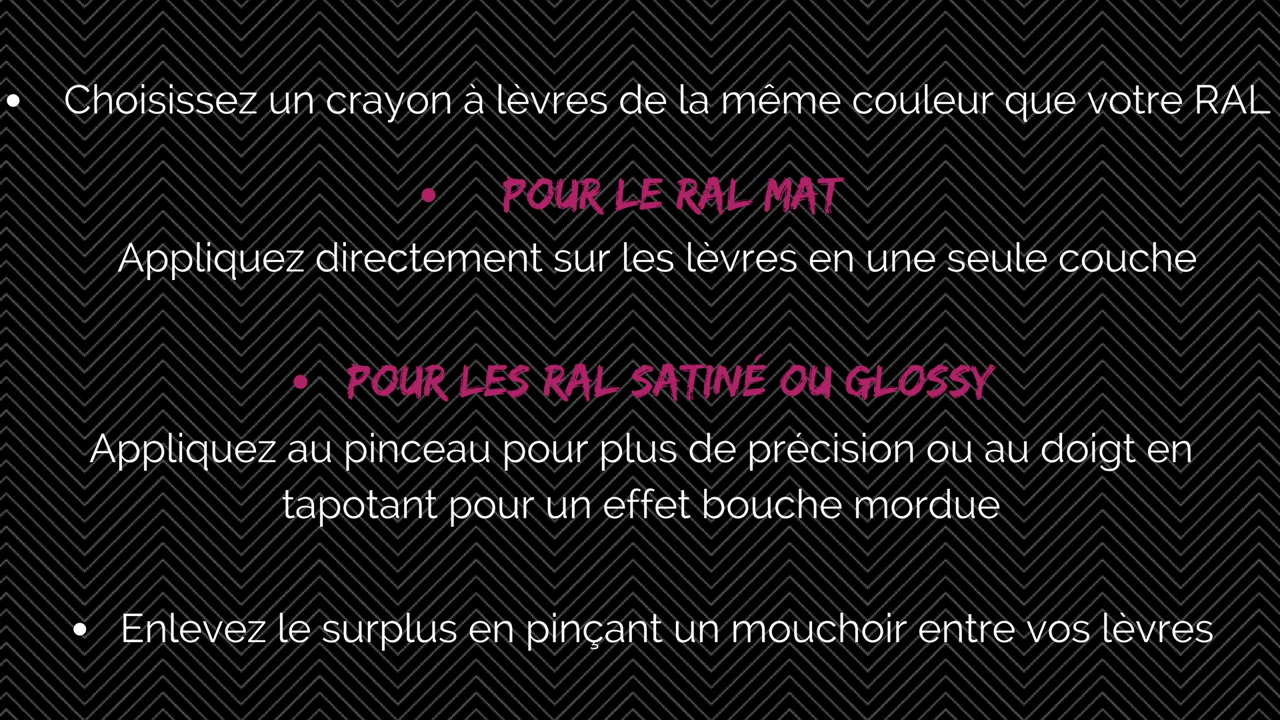 • Choisissez un crayon à lèvres de la même couleur que votre RAL
• POUR LE RAL MAT
Appliquez directement sur les lèvres en une seule couche
• POUR LES RAL SATINÉ OU GLOSSY
Appliquez au pinceau pour plus de précision ou au doigt en
tapotant pour un effet bouche mordue
• Enlevez le surplus en pinçant un mouchoir entre vos lèvres